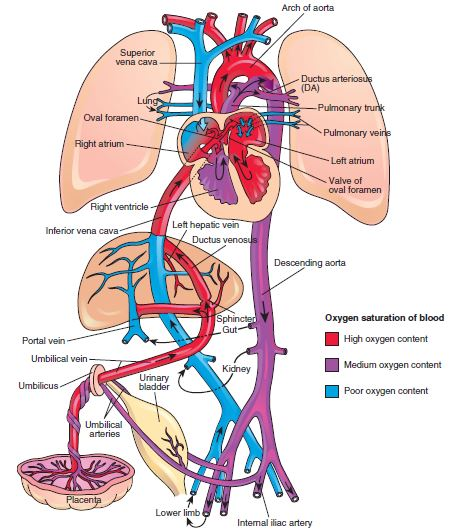 Arch of aorta
Superior
vena cava
Ductus arteriosus
(DA)
Lung
Pulmonary trunk
Oval foramen
Pulmonary veins
Right atrium
Left atrium
Valve of
oval foramen
Right ventricle
Left hepatic vein
Inferior vena cava
Ductus venosus
Descending aorta
Sphincter
Gut
Oxygen saturation of blood
High oxygen content
Medium oxygen content
Poor oxygen content
Portal vein
Umbilical vein
Kidney
Umbilicus
Urinary
bladder
Umbilical
arteries
Placenta
Lower limb
Internal iliac artery